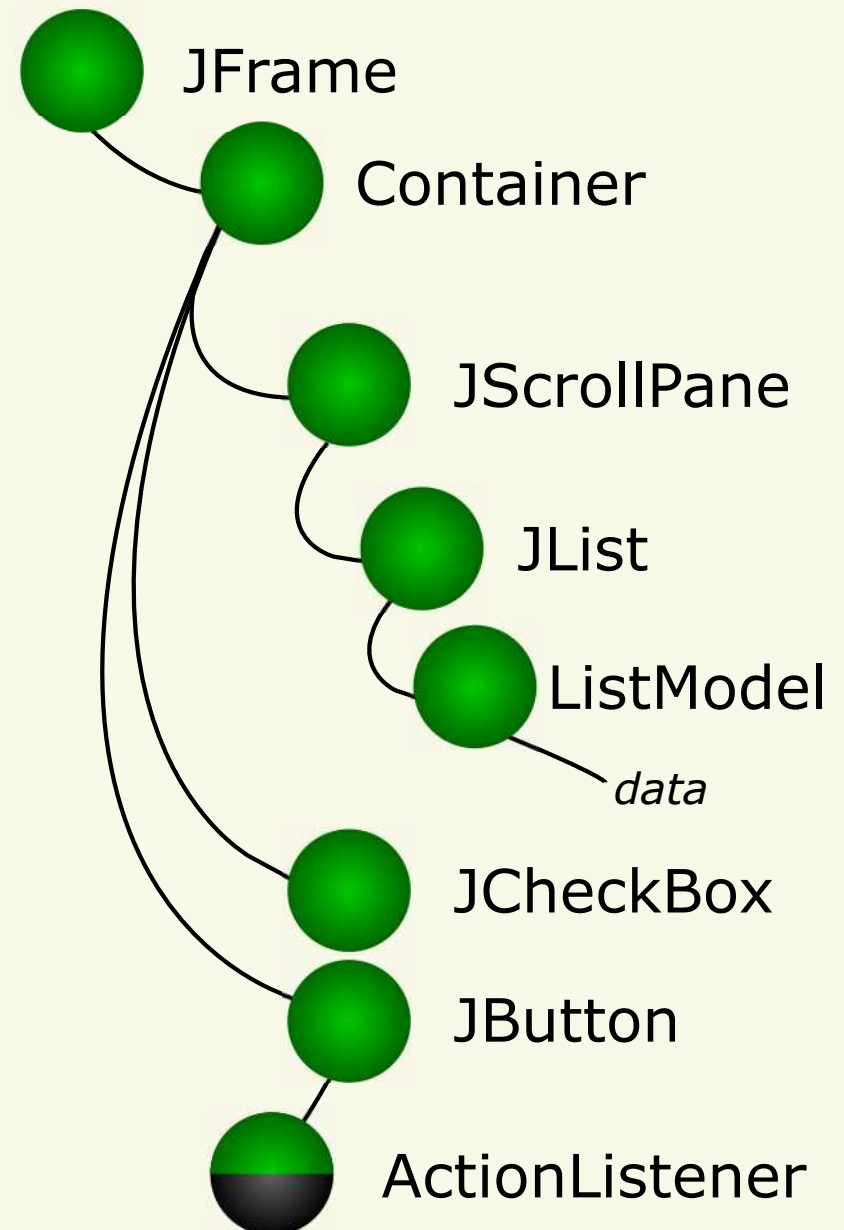 JFrame
Container
JScrollPane
JList
ListModel
data
JCheckBox
JButton
ActionListener